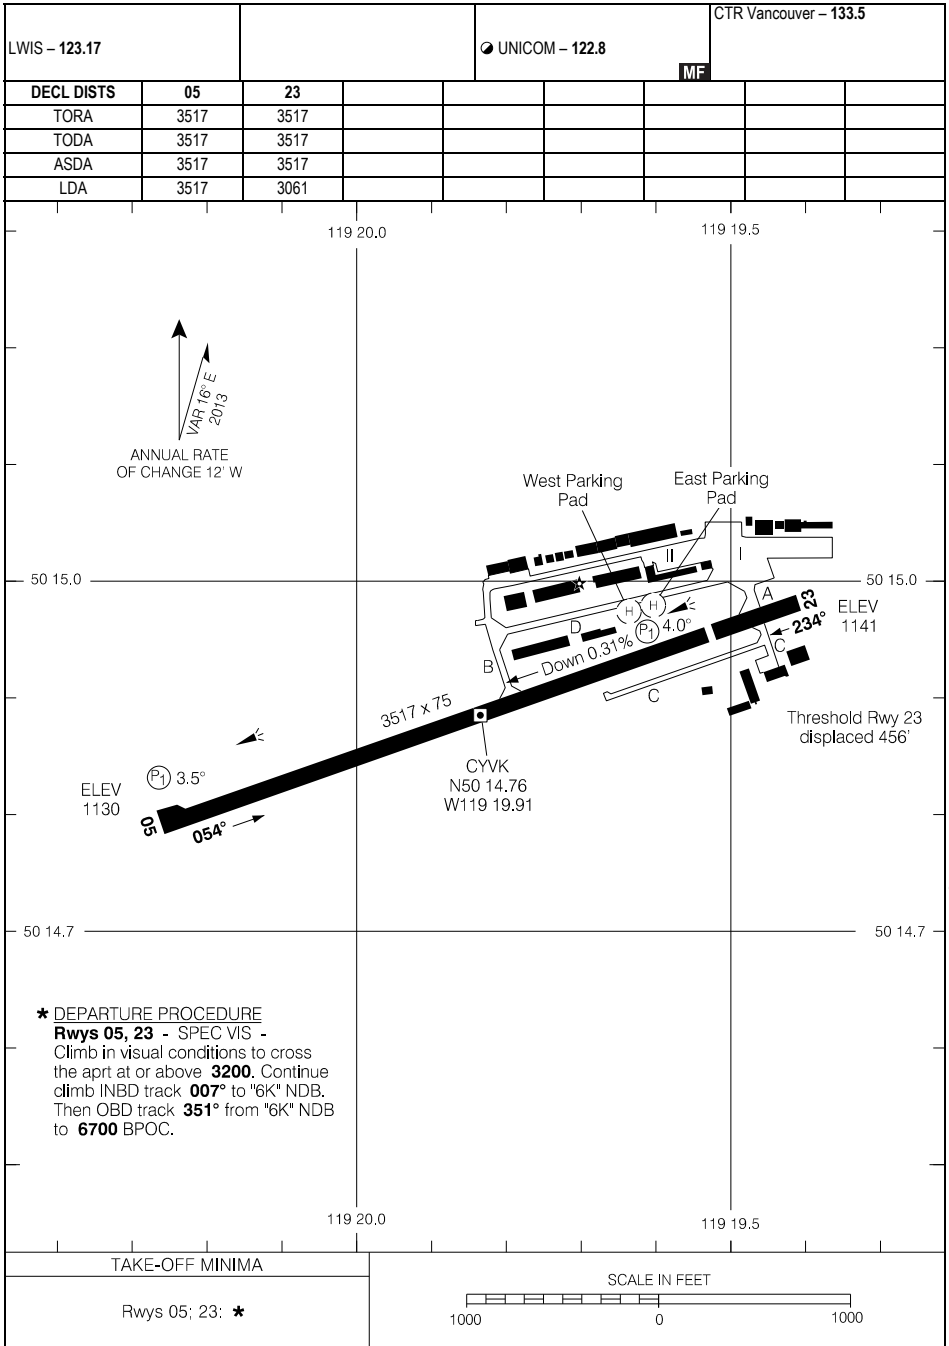 CTR Vancouver – 133.5
LWIS – 123.17
UNICOM – 122.8
MF
DECL DISTS 05 23
TORA 3517 3517
TODA 3517 3517
ASDA 3517 3517
LDA 3517 3061
119 20.0 119 19.5
VAR 16° E
2013
ANNUAL RATE
OF CHANGE 12' W
West Parking
Pad
East Parking
Pad
II
I
50 15.0 50 15.0
A
23
ELEV
1141
H H
P1 4.0°
D
234°
C
B
Down 0.31%
C
3517 x 75
Threshold Rwy 23
displaced 456'
CYVK
N50 14.76
W119 19.91
P1 3.5°
ELEV
1130
05
054°
50 14.7 50 14.7
* DEPARTURE PROCEDURE
Rwys 05, 23 - SPEC VIS -
Climb in visual conditions to cross
the aprt at or above 3200. Continue
climb INBD track 007° to "6K" NDB.
Then OBD track 351° from "6K" NDB
to 6700 BPOC.
119 20.0 119 19.5
TAKE-OFF MINIMA
Rwys 05; 23: *
SCALE IN FEET
1000 0 1000